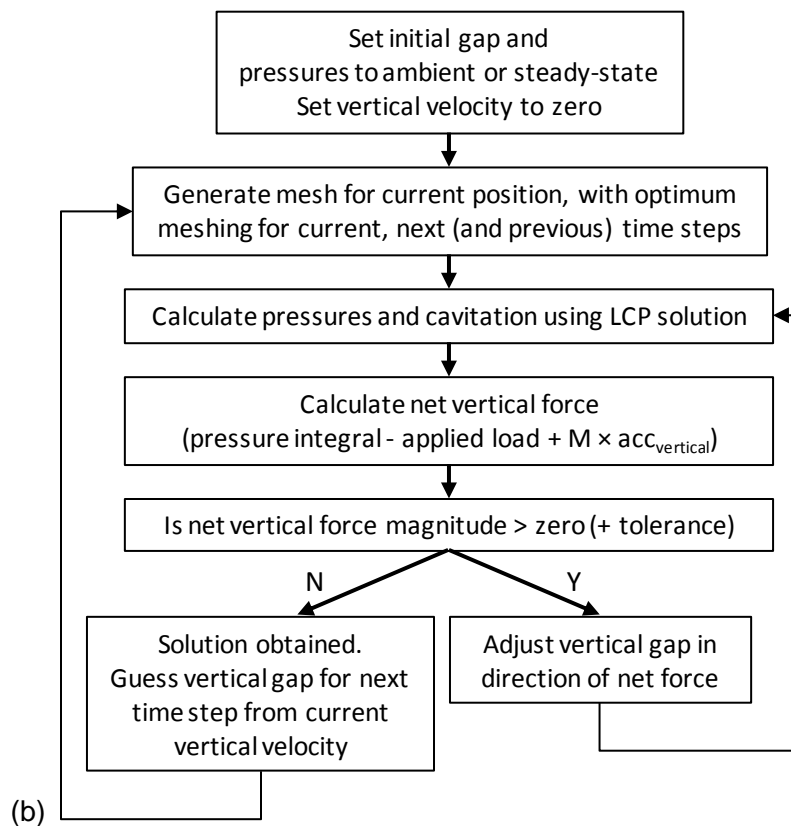 Set initial gap and
pressures to ambient or steady-state
Set vertical velocity to zero
Generate mesh for current position, with optimum
meshing for current, next (and previous) time steps
Calculate pressures and cavitation using LCP solution
Calculate net vertical force
(pressure integral - applied load + M × acc_vertical)
Is net vertical force magnitude > zero (+ tolerance)
N
Y
Solution obtained.
Guess vertical gap for next
time step from current
vertical velocity
Adjust vertical gap in
direction of net force
(b)